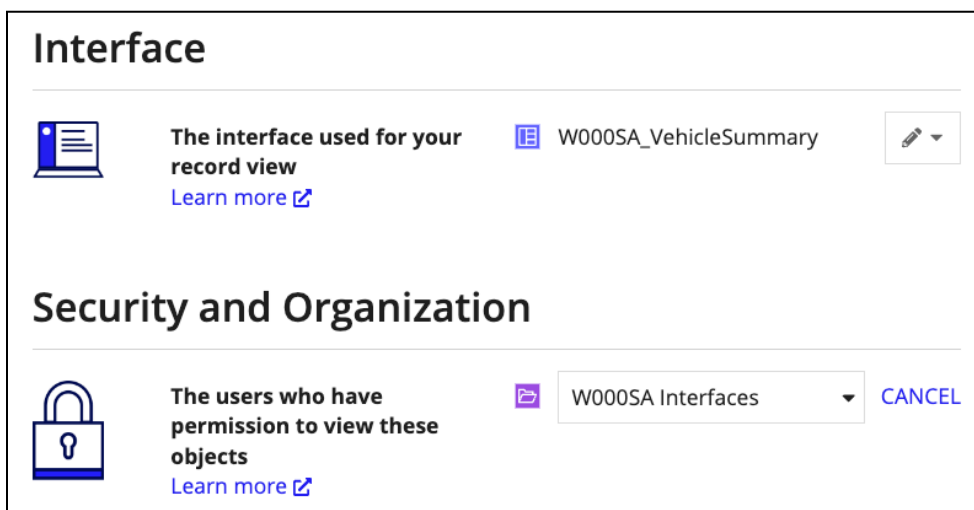 Interface
The interface used for your
record view
Learn more
W000SA_VehicleSummary
Security and Organization
The users who have
permission to view these
objects
Learn more
W000SA Interfaces
CANCEL